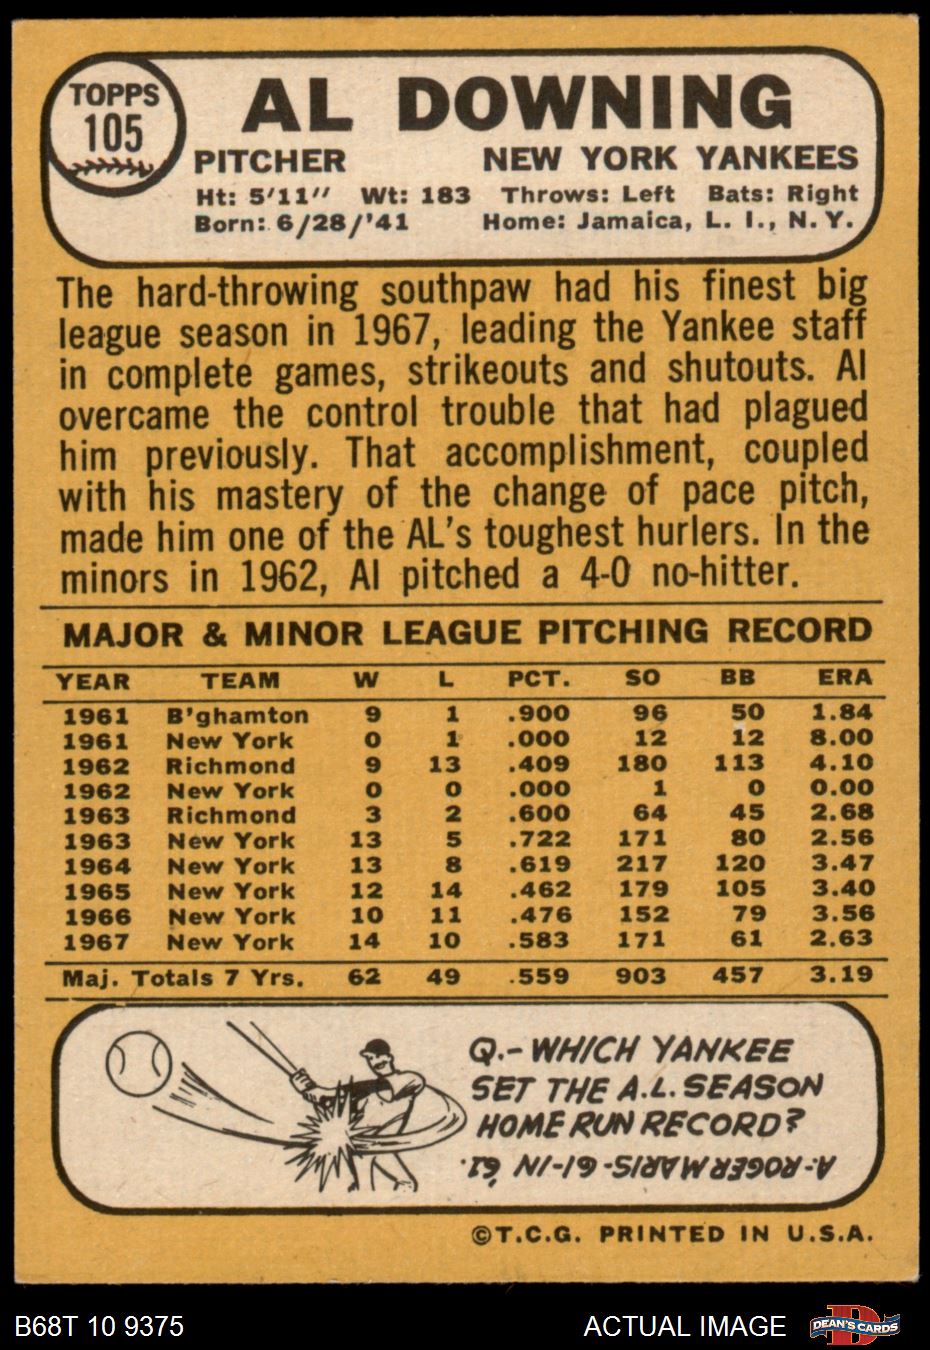 TOPPS
105
AL DOWNING
PITCHER NEW YORK YANKEES
Ht: 5'11" Wt: 183 Throws: Left Bats: Right
Born: 6/28/'41 Home: Jamaica, L. I., N. Y.
The hard-throwing southpaw had his finest big
league season in 1967, leading the Yankee staff
in complete games, strikeouts and shutouts. Al
overcame the control trouble that had plagued
him previously. That accomplishment, coupled
with his mastery of the change of pace pitch,
made him one of the AL's toughest hurlers. In the
minors in 1962, Al pitched a 4-0 no-hitter.
MAJOR & MINOR LEAGUE PITCHING RECORD
YEAR TEAM W L PCT. SO BB ERA
1961 B'ghamton 9 1 .900 96 50 1.84
1961 New York 0 1 .000 12 12 8.00
1962 Richmond 9 13 .409 180 113 4.10
1962 New York 0 0 .000 1 0 0.00
1963 Richmond 3 2 .600 64 45 2.68
1963 New York 13 5 .722 171 80 2.56
1964 New York 13 8 .619 217 120 3.47
1965 New York 12 14 .462 179 105 3.40
1966 New York 10 11 .476 152 79 3.56
1967 New York 14 10 .583 171 61 2.63
Maj. Totals 7 Yrs. 62 49 .559 903 457 3.19
Q.- WHICH YANKEE
SET THE A.L. SEASON
HOME RUN RECORD?
A- ROGER MARIS - 61 - IN '61.
©T.C.G. PRINTED IN U.S.A.
B68T 10 9375 ACTUAL IMAGE DEAN'S CARDS